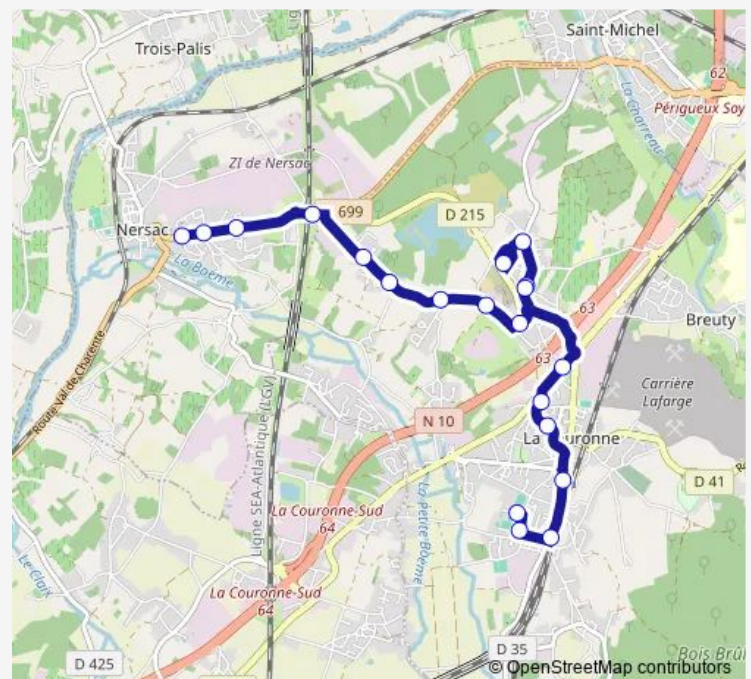 Saint-Michel
Trois-Palis
62
La Charreau
Périgueux Soy
ZI de Nersac
699
D 215
Nersac
La Boëme
63
Breuty
63
Route Val de Charente
Carrière
Lafarge
N 10
La Couronne
D 41
Ligne SEA-Atlantique (LGV)
La Couronne-Sud
64
La Petite Boëme
Le Claix
La Couronne-Sud
64
D 35
D 425
Bois Brûl
© OpenStreetMap contributors